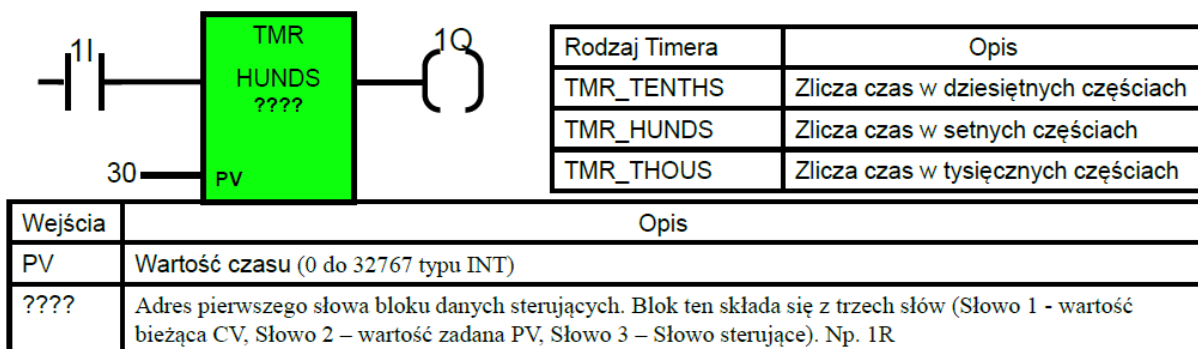 1I
TMR
HUNDS
????
1Q
30
PV
Rodzaj Timera Opis
TMR_TENTHS Zlicza czas w dziesiętnych częściach
TMR_HUNDS Zlicza czas w setnych częściach
TMR_THOUS Zlicza czas w tysięcznych częściach
Wejścia Opis
PV Wartość czasu (0 do 32767 typu INT)
???? Adres pierwszego słowa bloku danych sterujących. Blok ten składa się z trzech słów (Słowo 1 - wartość
bieżąca CV, Słowo 2 – wartość zadana PV, Słowo 3 – Słowo sterujące). Np. 1R